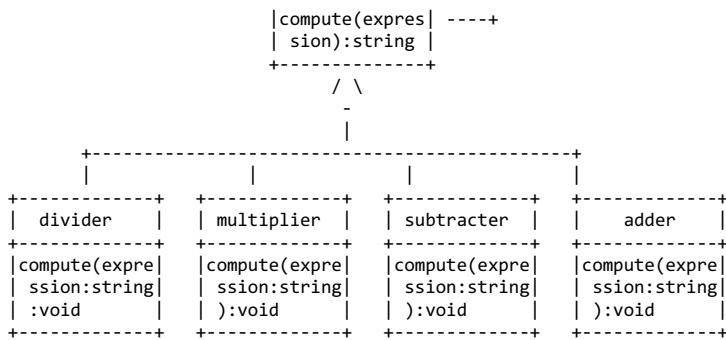 |compute(expres| ----+
| sion):string |
+--------------+
/ \
-
|
+----------------------------------------------+
| | | |
+-------------+ +-------------+ +-------------+ +-------------+
| divider | | multiplier | | subtracter | | adder |
+-------------+ +-------------+ +-------------+ +-------------+
|compute(expre| |compute(expre| |compute(expre| |compute(expre|
| ssion:string| | ssion:string| | ssion:string| | ssion:string|
| :void | | ):void | | ):void | | ):void |
+-------------+ +-------------+ +-------------+ +-------------+